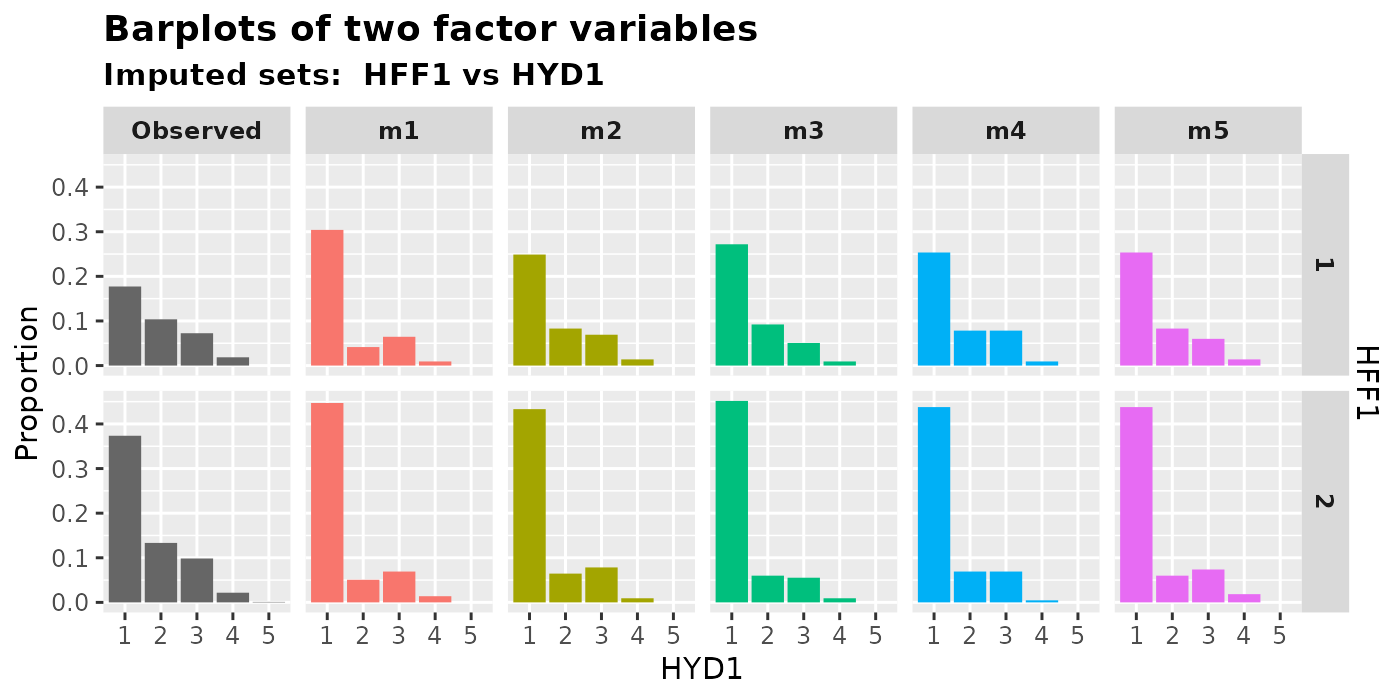 Barplots of two factor variables
Imputed sets:  HFF1 vs HYD1
Observed m1 m2 m3 m4 m5
0.4
0.3
0.2
0.1
0.0
1
0.4
0.3
0.2
0.1
0.0
2
Proportion
HFF1
1 2 3 4 5 1 2 3 4 5 1 2 3 4 5 1 2 3 4 5 1 2 3 4 5 1 2 3 4 5
HYD1